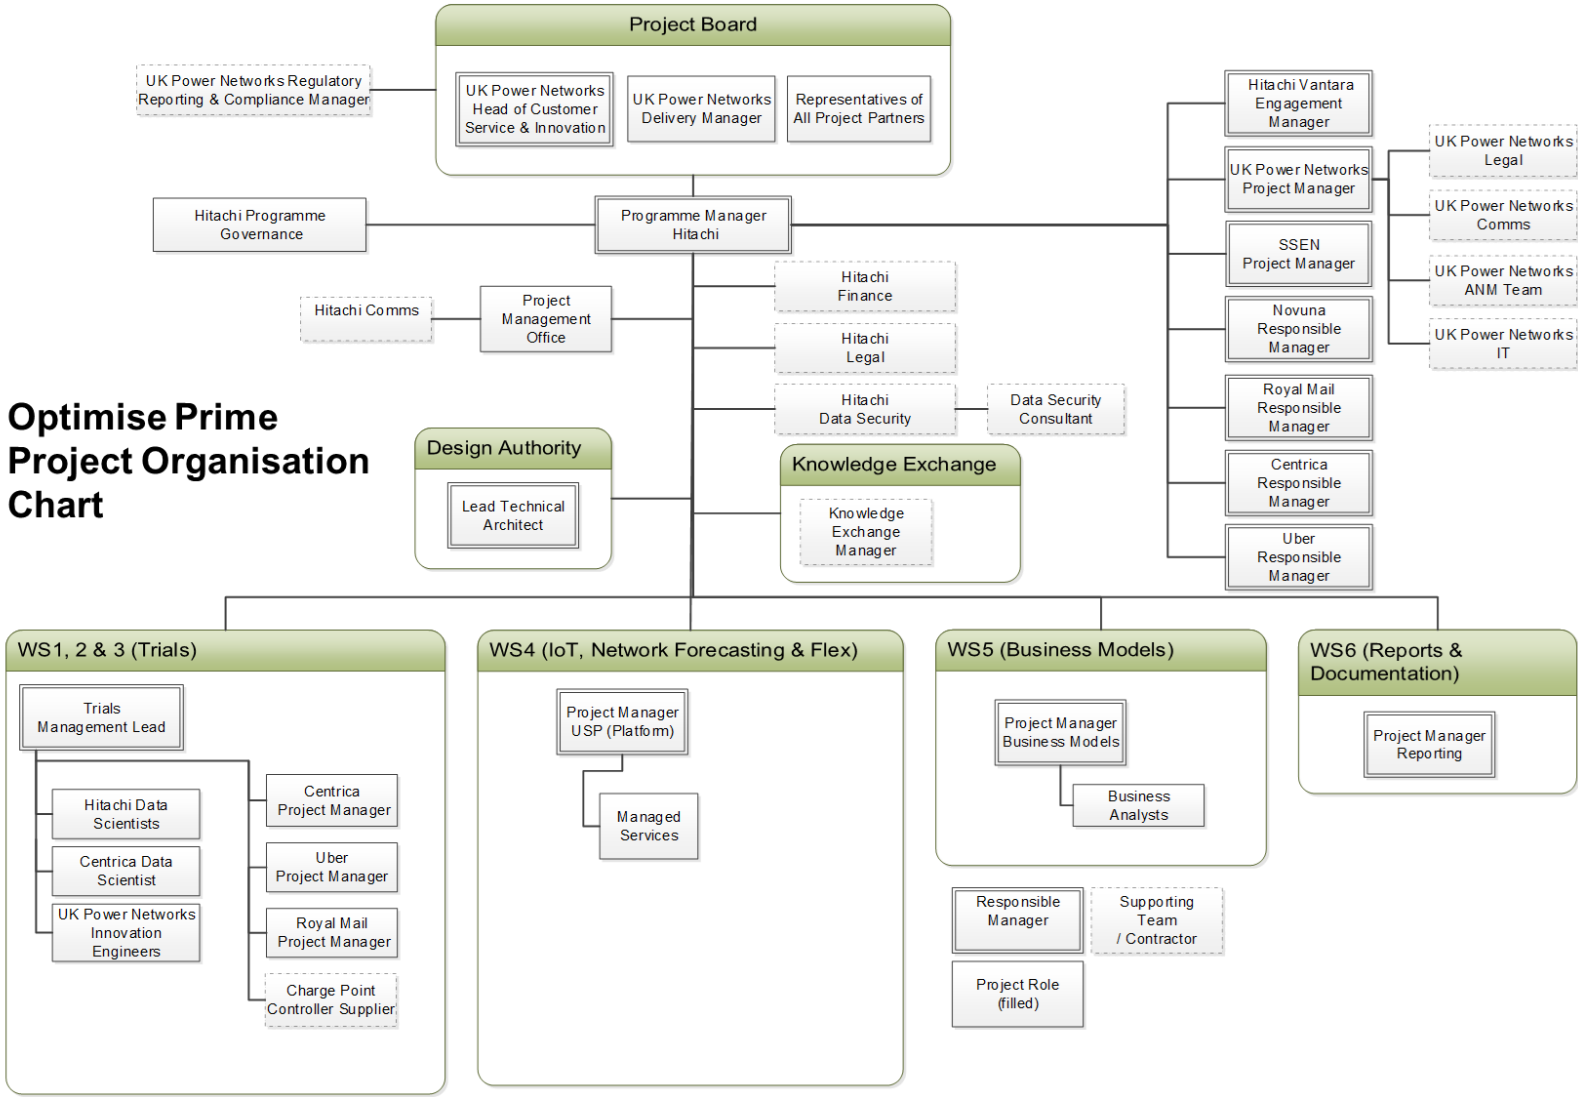 Project Board
UK Power Networks Regulatory
Reporting & Compliance Manager
UK Power Networks
Head of Customer
Service & Innovation
UK Power Networks
Delivery Manager
Representatives of
All Project Partners
Hitachi Programme
Governance
Programme Manager
Hitachi
Hitachi Vantara
Engagement
Manager
UK Power Networks
Project Manager
SSEN
Project Manager
Novuna
Responsible
Manager
Royal Mail
Responsible
Manager
Centrica
Responsible
Manager
Uber
Responsible
Manager
UK Power Networks
Legal
UK Power Networks
Comms
UK Power Networks
ANM Team
UK Power Networks
IT
Hitachi Comms
Project
Management
Office
Hitachi
Finance
Hitachi
Legal
Hitachi
Data Security
Data Security
Consultant
Optimise Prime
Project Organisation
Chart
Design Authority
Lead Technical
Architect
Knowledge Exchange
Knowledge
Exchange
Manager
WS1, 2 & 3 (Trials)
Trials
Management Lead
Hitachi Data
Scientists
Centrica Data
Scientist
UK Power Networks
Innovation
Engineers
Centrica
Project Manager
Uber
Project Manager
Royal Mail
Project Manager
Charge Point
Controller Supplier
WS4 (IoT, Network Forecasting & Flex)
Project Manager
USP (Platform)
Managed
Services
WS5 (Business Models)
Project Manager
Business Models
Business
Analysts
WS6 (Reports &
Documentation)
Project Manager
Reporting
Responsible
Manager
Supporting
Team
/ Contractor
Project Role
(filled)